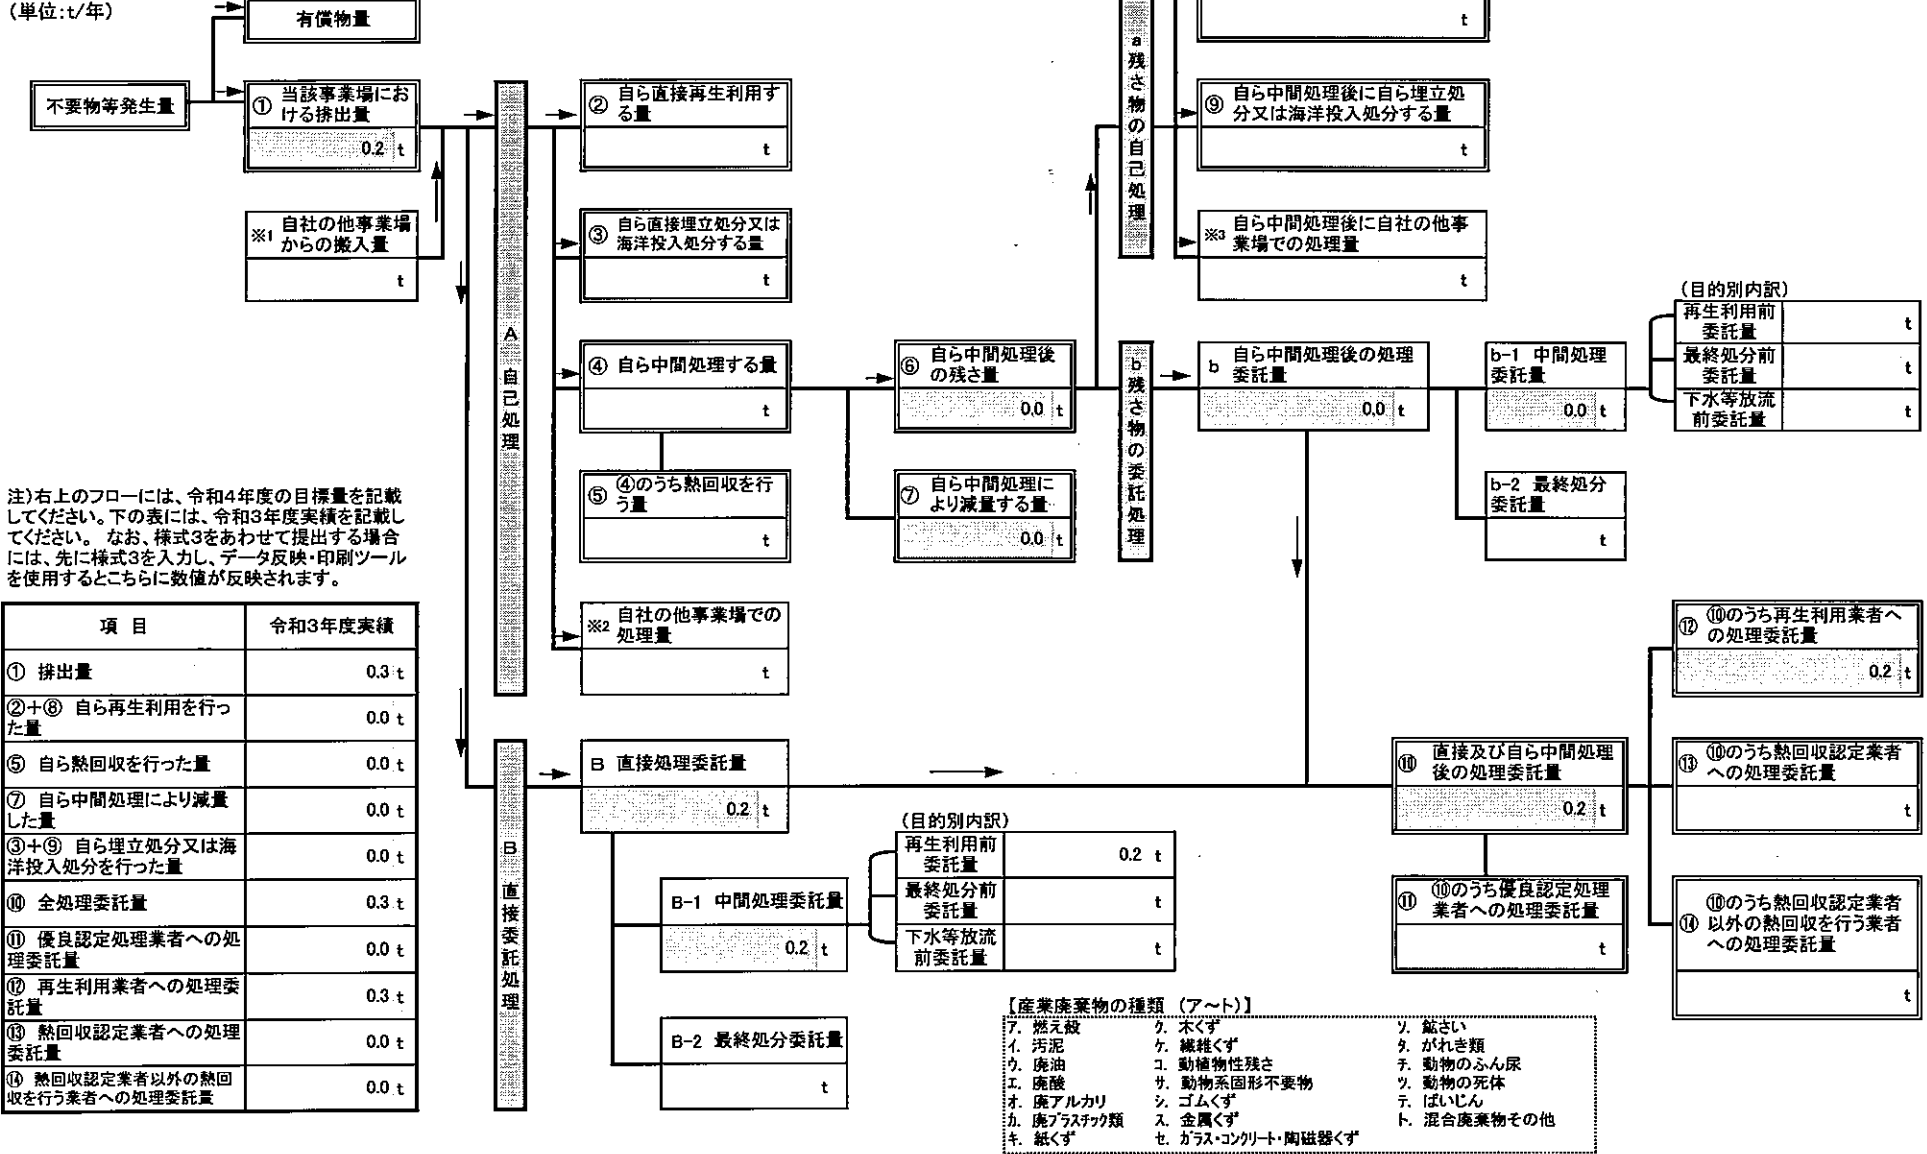 (単位:t/年)
有償物量
不要物等発生量
① 当該事業場にお
ける排出量
0.2 t
※1 自社の他事業場
からの搬入量
t
A 自己処理
② 自ら直接再生利用す
る量
t
③ 自ら直接埋立処分又は
海洋投入処分する量
t
④ 自ら中間処理する量
t
⑤ ④のうち熱回収を行
う量
t
※2 自社の他事業場での
処理量
t
⑥ 自ら中間処理後
の残さ量
0.0 t
⑦ 自ら中間処理に
より減量する量
0.0 t
a 残さ物の自己処理
t
⑨ 自ら中間処理後に自ら埋立処
分又は海洋投入処分する量
t
※3 自ら中間処理後に自社の他事
業場での処理量
t
b 残さ物の委託処理
b 自ら中間処理後の処理
委託量
0.0 t
b-1 中間処理
委託量
0.0 t
b-2 最終処分
委託量
t
(目的別内訳)
再生利用前
委託量
t
最終処分前
委託量
t
下水等放流
前委託量
t
注)右上のフローには、令和4年度の目標量を記載
してください。下の表には、令和3年度実績を記載し
てください。 なお、様式3をあわせて提出する場合
には、先に様式3を入力し、データ反映・印刷ツール
を使用するとこちらに数値が反映されます。
項 目 令和3年度実績
① 排出量 0.3 t
②+⑧ 自ら再生利用を行っ
た量
0.0 t
⑤ 自ら熱回収を行った量 0.0 t
⑦ 自ら中間処理により減量
した量
0.0 t
③+⑨ 自ら埋立処分又は海
洋投入処分を行った量
0.0 t
⑩ 全処理委託量 0.3 t
⑪ 優良認定処理業者への処
理委託量
0.0 t
⑫ 再生利用業者への処理委
託量
0.3 t
⑬ 熱回収認定業者への処理
委託量
0.0 t
⑭ 熱回収認定業者以外の熱回
収を行う業者への処理委託量
0.0 t
B 直接委託処理
B 直接処理委託量
0.2 t
B-1 中間処理委託量
0.2 t
B-2 最終処分委託量
t
(目的別内訳)
再生利用前
委託量
0.2 t
最終処分前
委託量
t
下水等放流
前委託量
t
⑩ 直接及び自ら中間処理
後の処理委託量
0.2 t
⑪ ⑩のうち優良認定処理
業者への処理委託量
t
⑫ ⑩のうち再生利用業者へ
の処理委託量
0.2 t
⑬ ⑩のうち熱回収認定業者
への処理委託量
t
⑭ ⑩のうち熱回収認定業者
以外の熱回収を行う業者
への処理委託量
t
【産業廃棄物の種類 (ア～ト)】
ア. 燃え殻 ク. 木くず ソ. 鉱さい
イ. 汚泥 ケ. 繊維くず タ. がれき類
ウ. 廃油 コ. 動植物性残さ チ. 動物のふん尿
エ. 廃酸 サ. 動物系固形不要物 ツ. 動物の死体
オ. 廃アルカリ シ. ゴムくず テ. ばいじん
カ. 廃プラスチック類 ス. 金属くず ト. 混合廃棄物その他
キ. 紙くず セ. ガラス・コンクリート・陶磁器くず